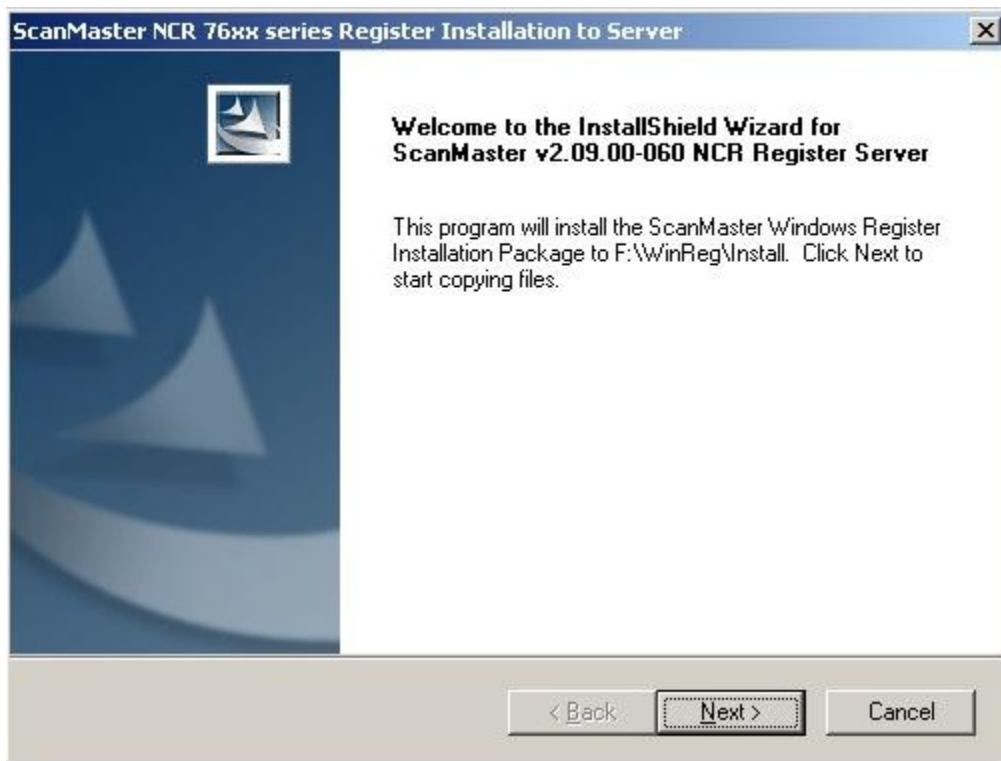 ScanMaster NCR 76xx series Register Installation to Server
Welcome to the InstallShield Wizard for
ScanMaster v2.09.00-060 NCR Register Server
This program will install the ScanMaster Windows Register
Installation Package to F:\WinReg\Install. Click Next to
start copying files.
< Back
Next >
Cancel